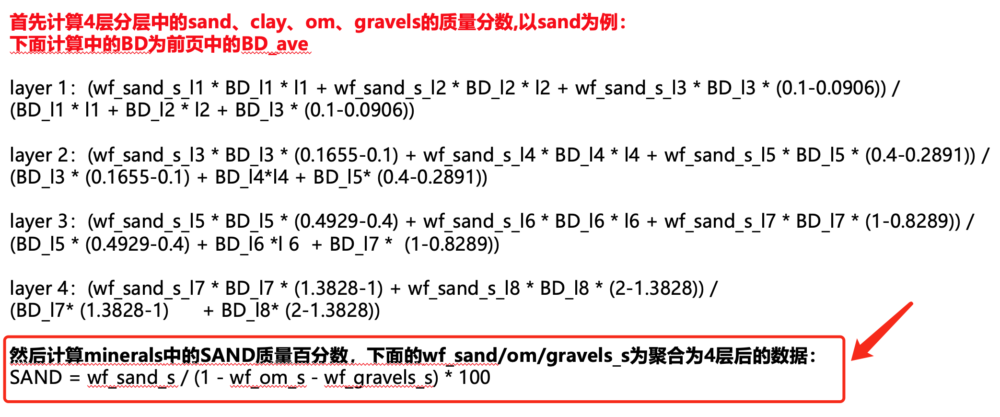 首先计算4层分层中的sand、clay、om、gravels的质量分数,以sand为例：
下面计算中的BD为前页中的BD_ave
layer 1：(wf_sand_s_l1 * BD_l1 * l1 + wf_sand_s_l2 * BD_l2 * l2 + wf_sand_s_l3 * BD_l3 * (0.1-0.0906)) /
(BD_l1 * l1 + BD_l2 * l2 + BD_l3 * (0.1-0.0906))
layer 2：(wf_sand_s_l3 * BD_l3 * (0.1655-0.1) + wf_sand_s_l4 * BD_l4 * l4 + wf_sand_s_l5 * BD_l5 * (0.4-0.2891)) /
(BD_l3 * (0.1655-0.1) + BD_l4*l4 + BD_l5* (0.4-0.2891))
layer 3：(wf_sand_s_l5 * BD_l5 * (0.4929-0.4) + wf_sand_s_l6 * BD_l6 * l6 + wf_sand_s_l7 * BD_l7 * (1-0.8289)) /
(BD_l5 * (0.4929-0.4) + BD_l6 *l 6  + BD_l7 *  (1-0.8289))
layer 4：(wf_sand_s_l7 * BD_l7 * (1.3828-1) + wf_sand_s_l8 * BD_l8 * (2-1.3828)) /
(BD_l7* (1.3828-1)      + BD_l8* (2-1.3828))
然后计算minerals中的SAND质量百分数，下面的wf_sand/om/gravels_s为聚合为4层后的数据：
SAND = wf_sand_s / (1 - wf_om_s - wf_gravels_s) * 100